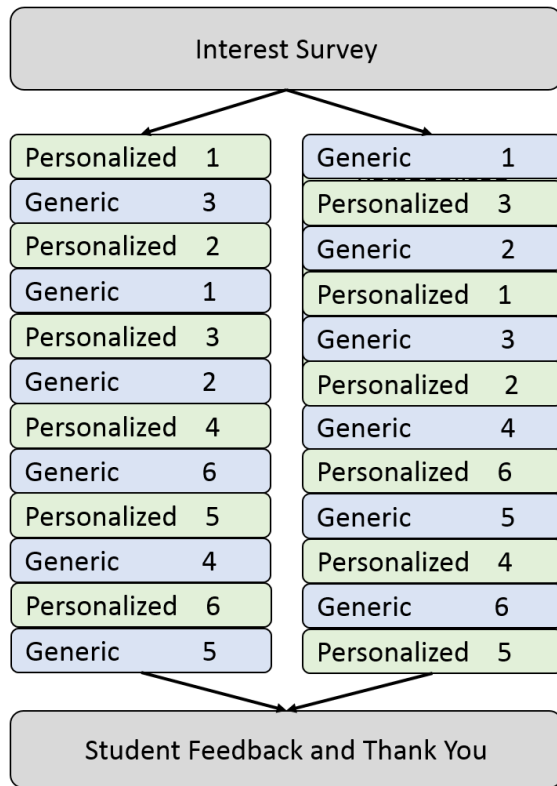 Interest Survey
Personalized 1
Generic 3
Personalized 2
Generic 1
Personalized 3
Generic 2
Personalized 4
Generic 6
Personalized 5
Generic 4
Personalized 6
Generic 5
Generic 1
Personalized 3
Generic 2
Personalized 1
Generic 3
Personalized 2
Generic 4
Personalized 6
Generic 5
Personalized 4
Generic 6
Personalized 5
Student Feedback and Thank You